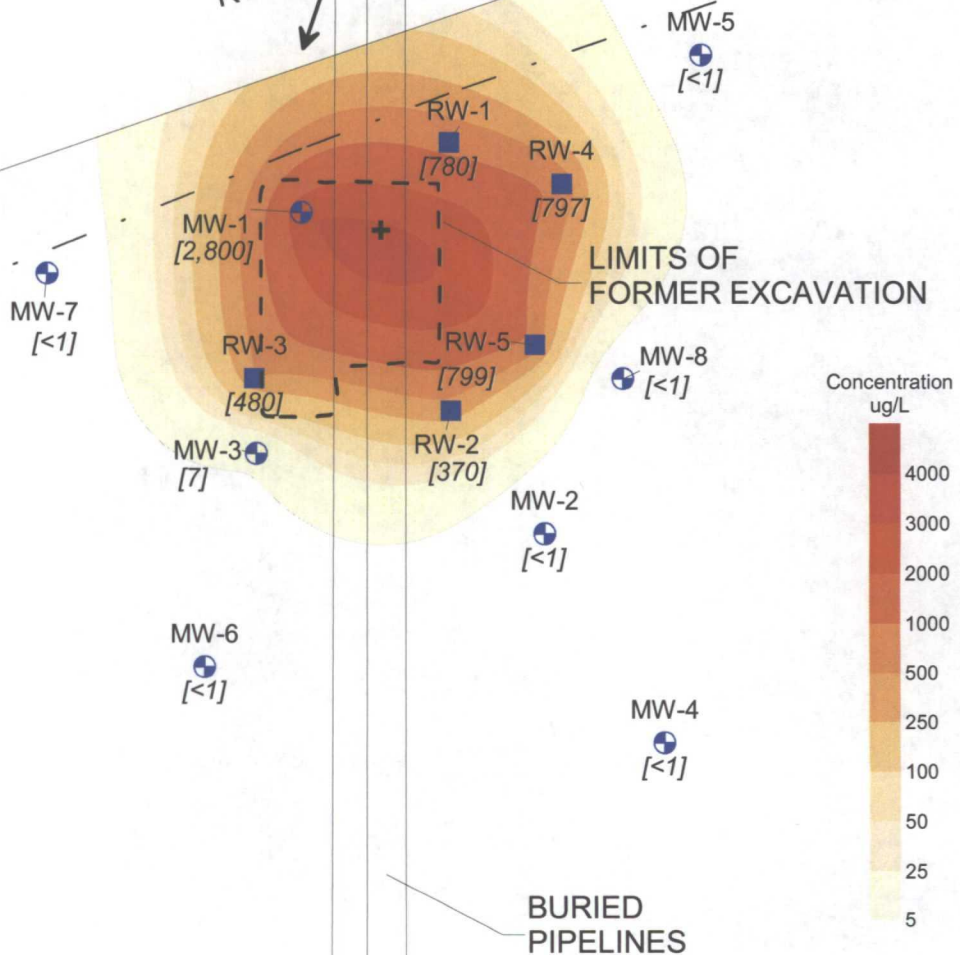 MW-5
[<1]
RW-1
[780]
RW-4
[797]
MW-1
[2,800]
LIMITS OF
FORMER EXCAVATION
MW-7
[<1]
RW-3
[480]
RW-5
[799]
MW-8
[<1]
RW-2
[370]
MW-3
[7]
MW-2
[<1]
MW-6
[<1]
MW-4
[<1]
BURIED
PIPELINES
Concentration
ug/L
4000
3000
2000
1000
500
250
100
50
25
5